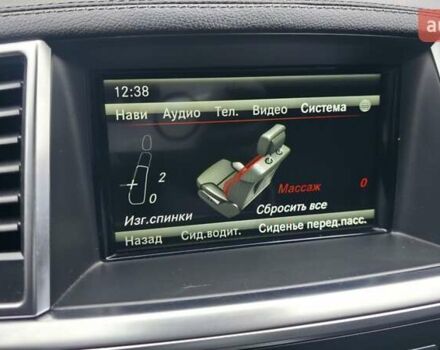 12:38
Нави Аудио Тел. Видео Система
2
0
Массаж 0
Изг.спинки Сбросить все
Назад Сид.водит. Сиденье перед.пасс.